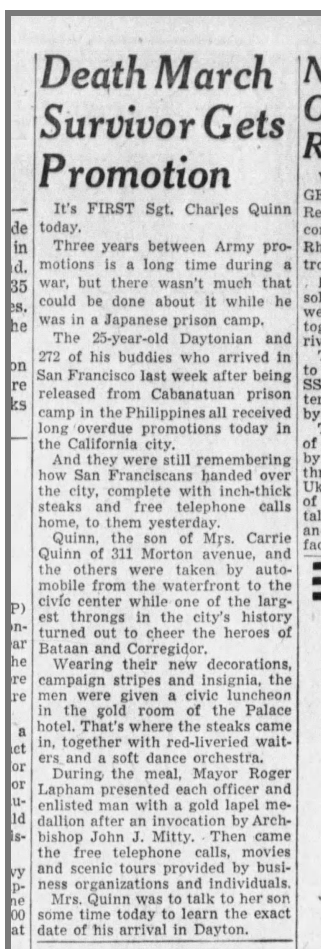 Death March
Survivor Gets
Promotion
It's FIRST Sgt. Charles Quinn
today.
Three years between Army pro-
motions is a long time during a
war, but there wasn't much that
could be done about it while he
was in a Japanese prison camp.
The 25-year-old Daytonian and
272 of his buddies who arrived in
San Francisco last week after being
released from Cabanatuan prison
camp in the Philippines all received
long overdue promotions today in
the California city.
And they were still remembering
how San Franciscans handed over
the city, complete with inch-thick
steaks and free telephone calls
home, to them yesterday.
Quinn, the son of Mrs. Carrie
Quinn of 311 Morton avenue, and
the others were taken by auto-
mobile from the waterfront to the
civic center while one of the larg-
est throngs in the city's history
turned out to cheer the heroes of
Bataan and Corregidor.
Wearing their new decorations,
campaign stripes and insignia, the
men were given a civic luncheon
in the gold room of the Palace
hotel. That's where the steaks came
in, together with red-liveried wait-
ers and a soft dance orchestra.
During the meal, Mayor Roger
Lapham presented each officer and
enlisted man with a gold lapel me-
dallion after an invocation by Arch-
bishop John J. Mitty. Then came
the free telephone calls, movies
and scenic tours provided by busi-
ness organizations and individuals.
Mrs. Quinn was to talk to her son
some time today to learn the exact
date of his arrival in Dayton.